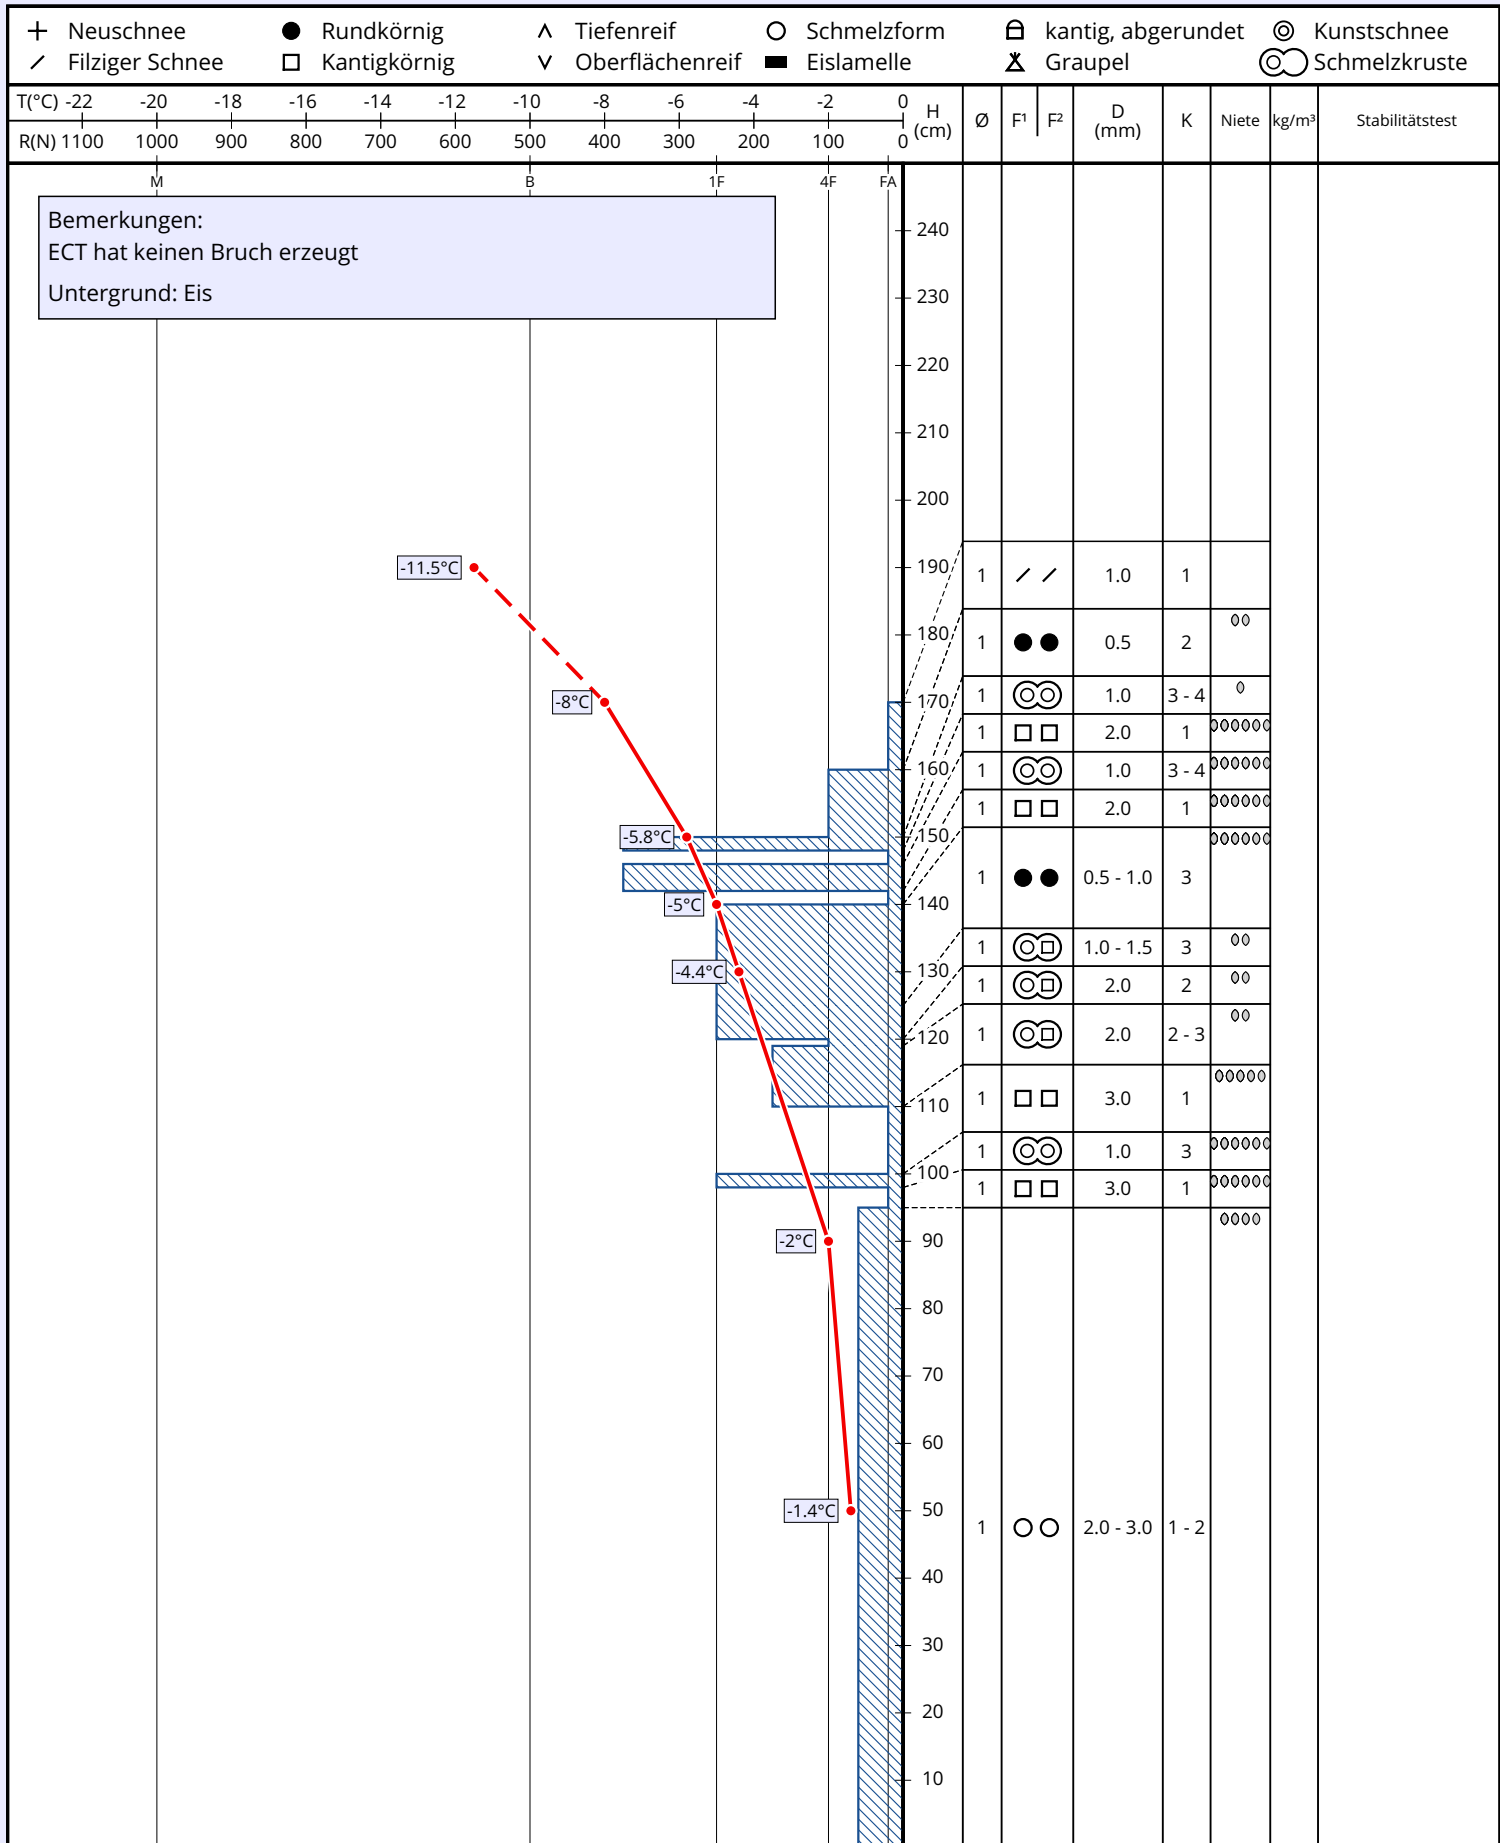 Neuschnee Rundkörnig Tiefenreif Schmelzform kantig, abgerundet Kunstschnee
Filziger Schnee Kantigkörnig Oberflächenreif Eislamelle Graupel Schmelzkruste
T(°C) -22 -20 -18 -16 -14 -12 -10 -8 -6 -4 -2 0
R(N) 1100 1000 900 800 700 600 500 400 300 200 100 0
H (cm) Ø F¹ F² D (mm) K Niete kg/m³ Stabilitätstest
M B 1F 4F FA
Bemerkungen:
ECT hat keinen Bruch erzeugt
Untergrund: Eis
240
230
220
210
200
-11.5°C 190
1 1.0 1
180
1 0.5 2
-8°C 170
1 1.0 3 - 4
1 2.0 1
160
1 1.0 3 - 4
1 2.0 1
-5.8°C 150
1 0.5 - 1.0 3
-5°C 140
1 1.0 - 1.5 3
-4.4°C 130
1 2.0 2
120
1 2.0 2 - 3
1 3.0 1
110
1 1.0 3
100
1 3.0 1
-2°C 90
80
70
60
-1.4°C 50
1 2.0 - 3.0 1 - 2
40
30
20
10